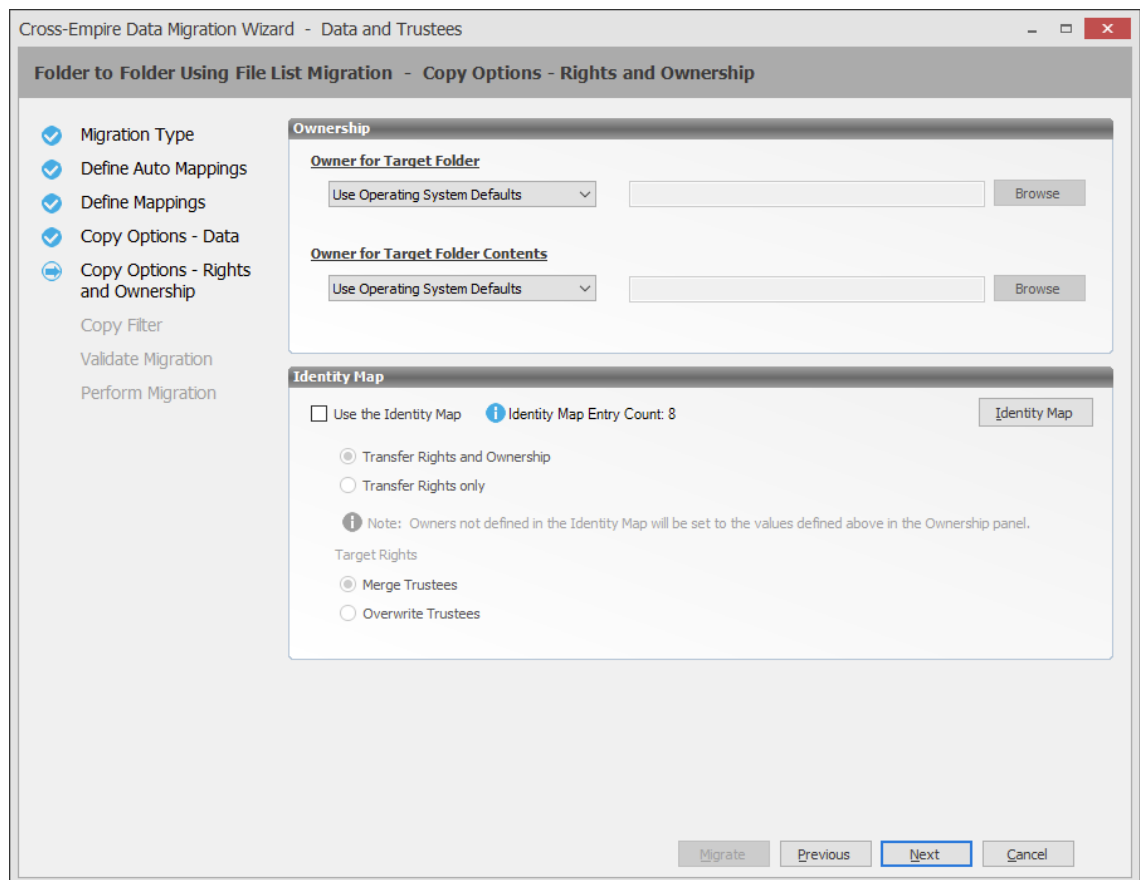 Cross-Empire Data Migration Wizard - Data and Trustees
Folder to Folder Using File List Migration - Copy Options - Rights and Ownership
Migration Type
Define Auto Mappings
Define Mappings
Copy Options - Data
Copy Options - Rights
and Ownership
Copy Filter
Validate Migration
Perform Migration
Ownership
Owner for Target Folder
Use Operating System Defaults
Browse
Owner for Target Folder Contents
Use Operating System Defaults
Browse
Identity Map
Use the Identity Map
Identity Map Entry Count: 8
Identity Map
Transfer Rights and Ownership
Transfer Rights only
Note: Owners not defined in the Identity Map will be set to the values defined above in the Ownership panel.
Target Rights
Merge Trustees
Overwrite Trustees
Migrate
Previous
Next
Cancel